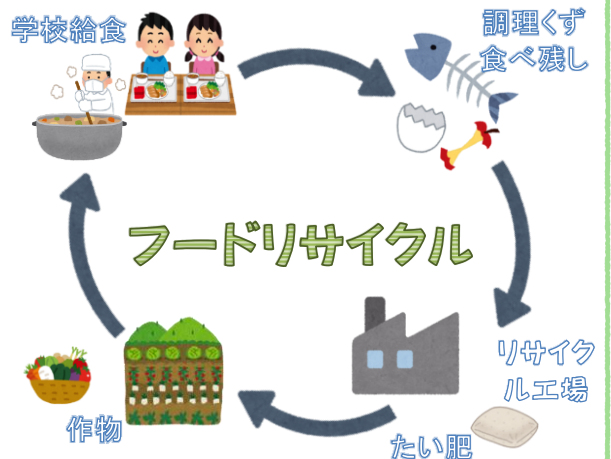 学校給食
調理くず
食べ残し
フードリサイクル
リサイク
ル工場
たい肥
作物